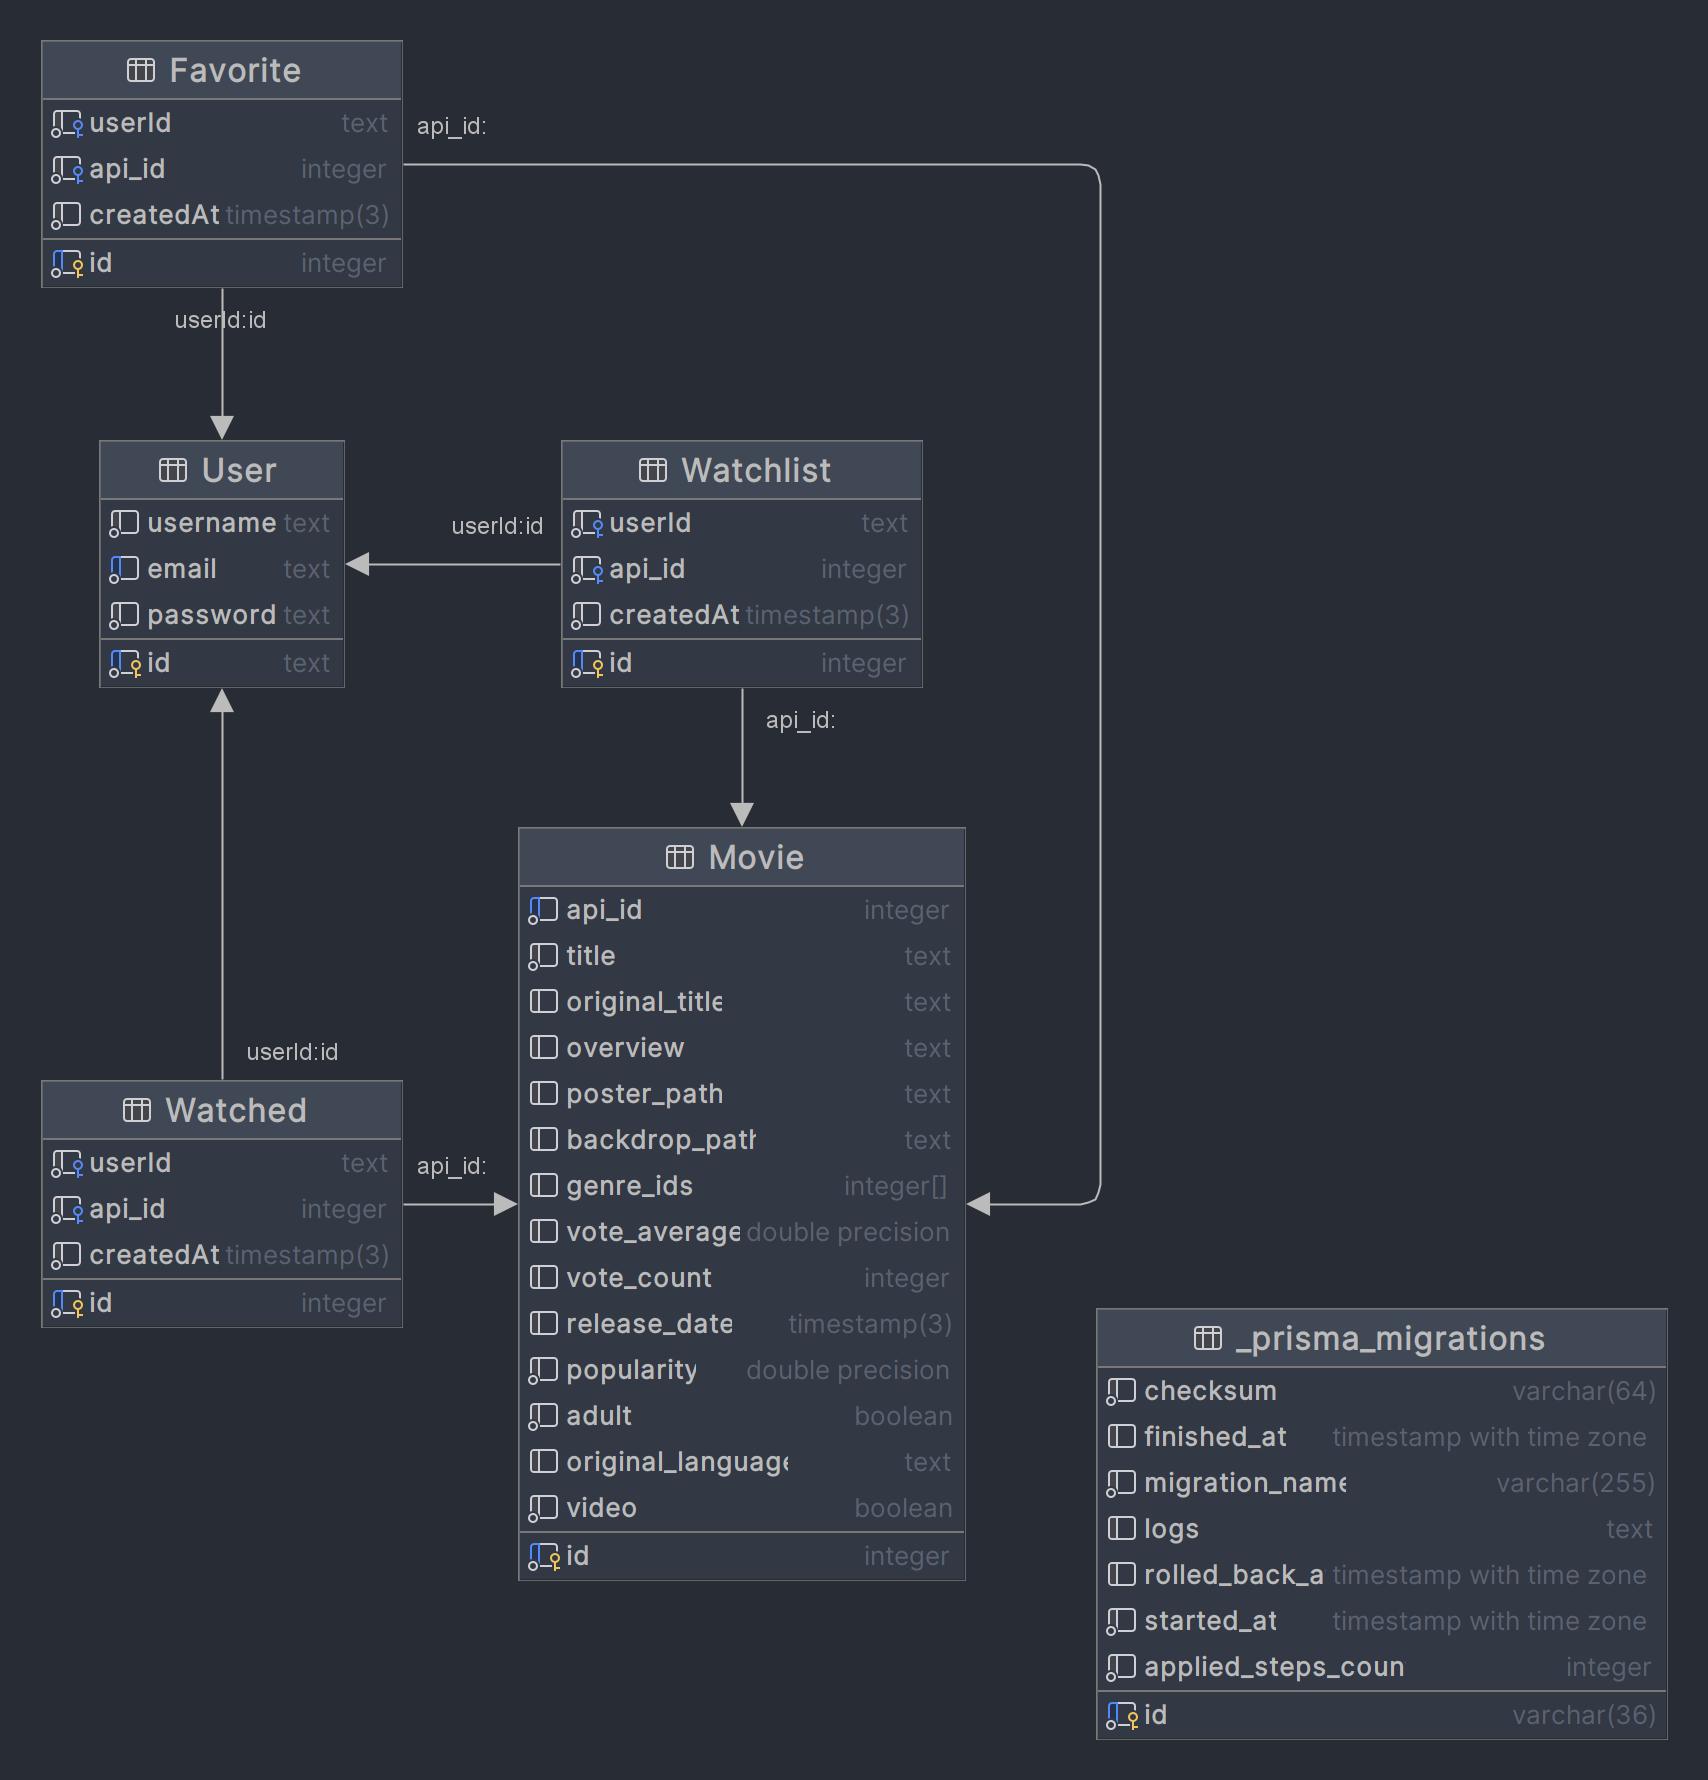 Favorite
userId text
api_id integer
createdAt timestamp(3)
id integer
api_id:
userId:id
User
username text
email text
password text
id text
userId:id
Watchlist
userId text
api_id integer
createdAt timestamp(3)
id integer
api_id:
Movie
api_id integer
title text
original_title text
overview text
poster_path text
backdrop_path text
genre_ids integer[]
vote_average double precision
vote_count integer
release_date timestamp(3)
popularity double precision
adult boolean
original_language text
video boolean
id integer
userId:id
Watched
userId text
api_id integer
createdAt timestamp(3)
id integer
api_id:
_prisma_migrations
checksum varchar(64)
finished_at timestamp with time zone
migration_name varchar(255)
logs text
rolled_back_a timestamp with time zone
started_at timestamp with time zone
applied_steps_coun integer
id varchar(36)